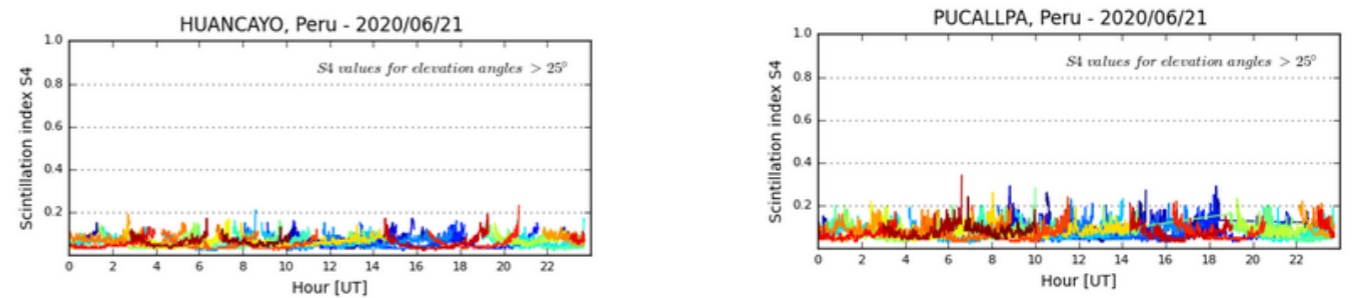 HUANCAYO, Peru - 2020/06/21
1.0
S4 values for elevation angles > 25°
0.8
Scintillation index S4
0.6
0.4
0.2
0 2 4 6 8 10 12 14 16 18 20 22
Hour [UT]
PUCALLPA, Peru - 2020/06/21
1.0
S4 values for elevation angles > 25°
0.8
Scintillation index S4
0.6
0.4
0.2
0 2 4 6 8 10 12 14 16 18 20 22
Hour [UT]